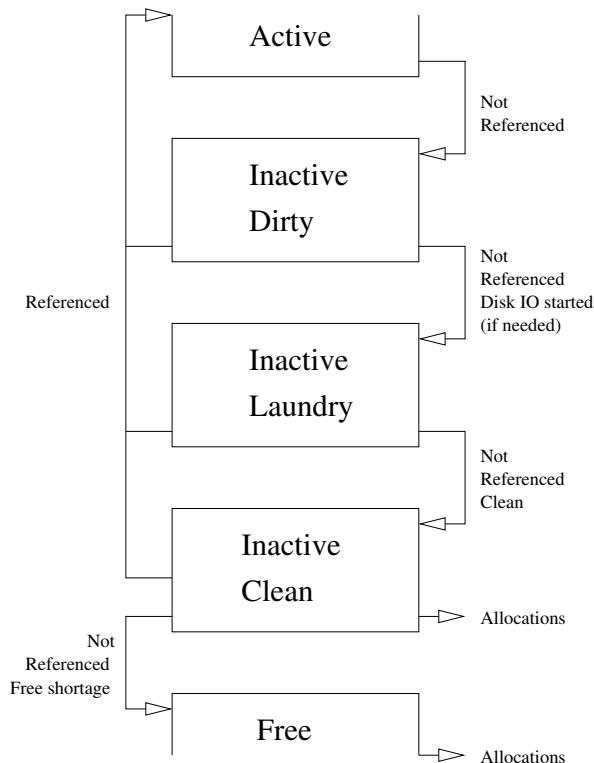 Active
Not
Referenced
Inactive
Dirty
Not
Referenced
Disk IO started
(if needed)
Referenced
Inactive
Laundry
Not
Referenced
Clean
Inactive
Clean
Allocations
Not
Referenced
Free shortage
Free
Allocations